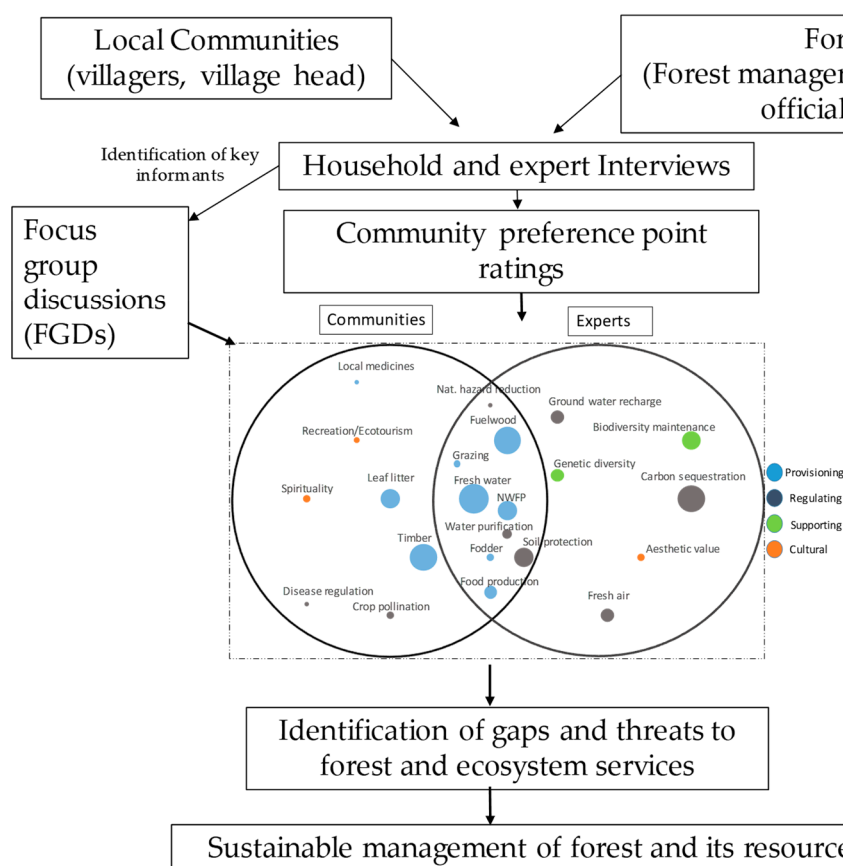 Local Communities
(villagers, village head)
For
(Forest manager
official
Identification of key
informants
Household and expert Interviews
Focus
group
discussions
(FGDs)
Community preference point
ratings
Communities
Experts
Local medicines
Nat. hazard reduction
Ground water recharge
Fuelwood
Biodiversity maintenance
Recreation/Ecotourism
Grazing
Genetic diversity
Provisioning
Spirituality
Leaf litter
Fresh water
Carbon sequestration
NWFP
Regulating
Water purification
Supporting
Timber
Soil protection
Fodder
Aesthetic value
Cultural
Food production
Disease regulation
Crop pollination
Fresh air
Identification of gaps and threats to
forest and ecosystem services
Sustainable management of forest and its resource